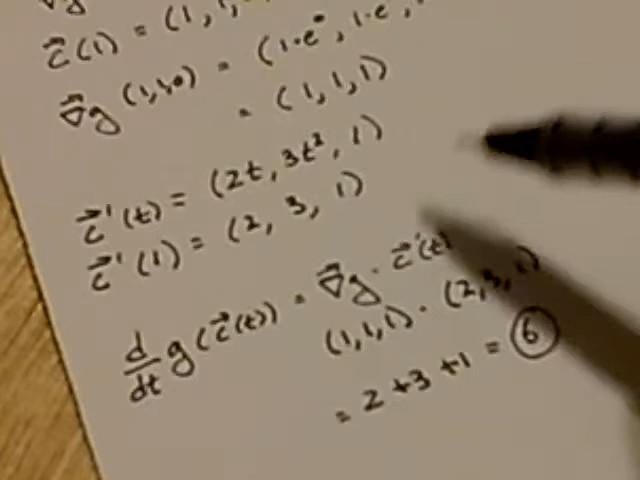 c⃗(1) = (1, 1,
∇⃗g (1,1,0) = (1·e⁰, 1·e
= (1, 1, 1)
c⃗'(t) = (2t, 3t², 1)
c⃗'(1) = (2, 3, 1)
d/dt g(c⃗(t)) = ∇⃗g · c⃗'(t)
(1,1,1) · (2,3,1)
= 2 + 3 + 1 = 6